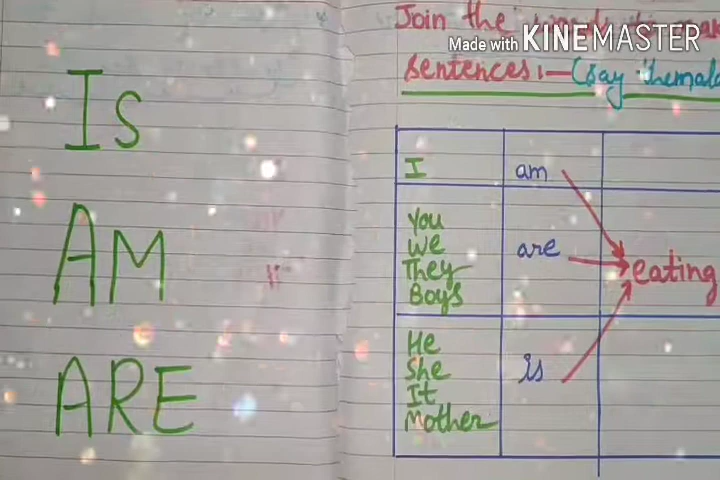 IS
AM
ARE
Join the
Made with KINEMASTER
sentences:— (say
I am
You
We are
They
Boys
eating
He
She is
It
Mother